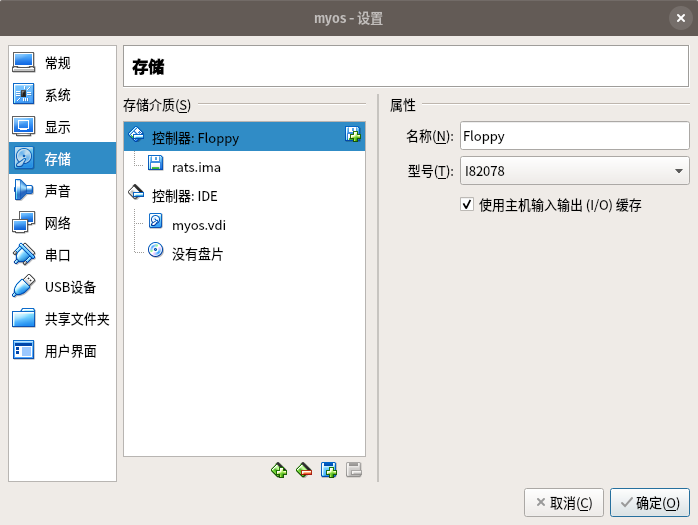 myos - 设置
常规
系统
显示
存储
声音
网络
串口
USB设备
共享文件夹
用户界面
存储
存储介质(S)
控制器: Floppy
rats.ima
控制器: IDE
myos.vdi
没有盘片
属性
名称(N): Floppy
型号(T): I82078
使用主机输入输出 (I/O) 缓存
取消(C)
确定(O)